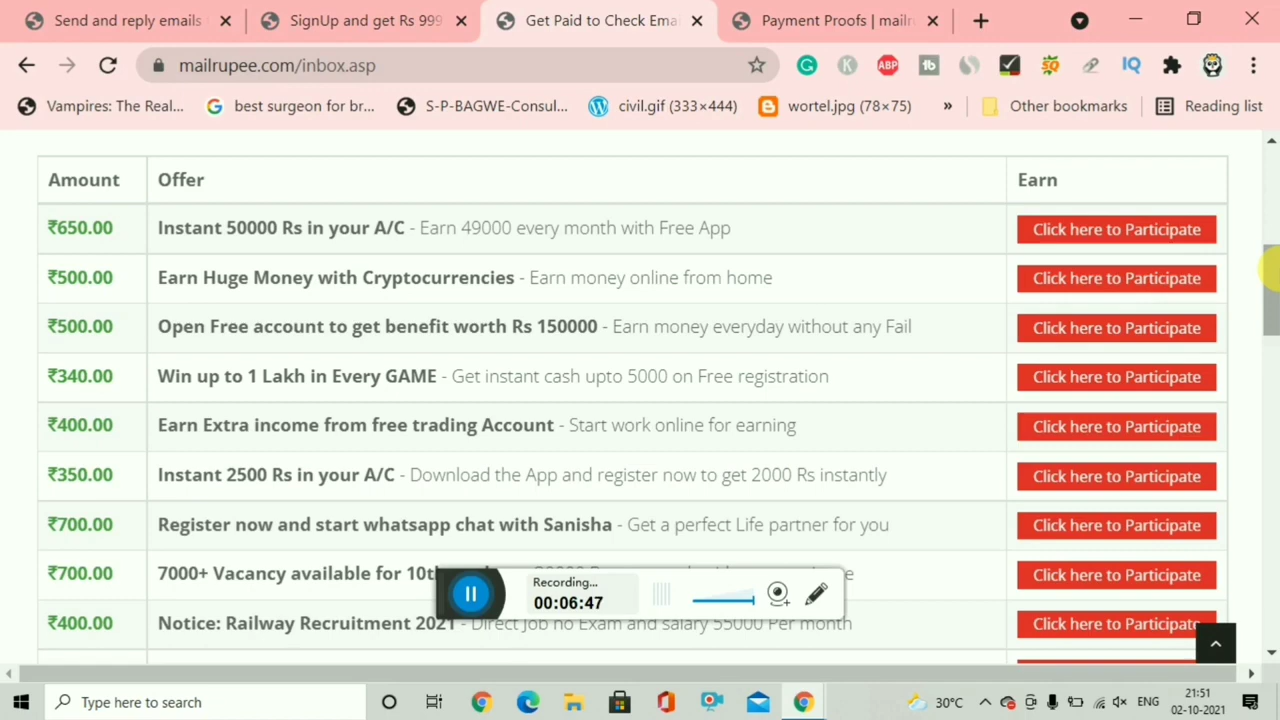 Send and reply emails
SignUp and get Rs 999
Get Paid to Check Ema
Payment Proofs | mailru
mailrupee.com/inbox.asp
Vampires: The Real...
best surgeon for br...
S-P-BAGWE-Consul...
civil.gif (333×444)
wortel.jpg (78×75)
»
Other bookmarks
Reading list
Amount Offer Earn
₹650.00 Instant 50000 Rs in your A/C - Earn 49000 every month with Free App Click here to Participate
₹500.00 Earn Huge Money with Cryptocurrencies - Earn money online from home Click here to Participate
₹500.00 Open Free account to get benefit worth Rs 150000 - Earn money everyday without any Fail Click here to Participate
₹340.00 Win up to 1 Lakh in Every GAME - Get instant cash upto 5000 on Free registration Click here to Participate
₹400.00 Earn Extra income from free trading Account - Start work online for earning Click here to Participate
₹350.00 Instant 2500 Rs in your A/C - Download the App and register now to get 2000 Rs instantly Click here to Participate
₹700.00 Register now and start whatsapp chat with Sanisha - Get a perfect Life partner for you Click here to Participate
₹700.00 7000+ Vacancy available for 10th Click here to Participate
₹400.00 Notice: Railway Recruitment 2021 - Direct Job no Exam and salary 55000 Per month Click here to Participate
Recording...
00:06:47
Type here to search
30°C
ENG
21:51
02-10-2021